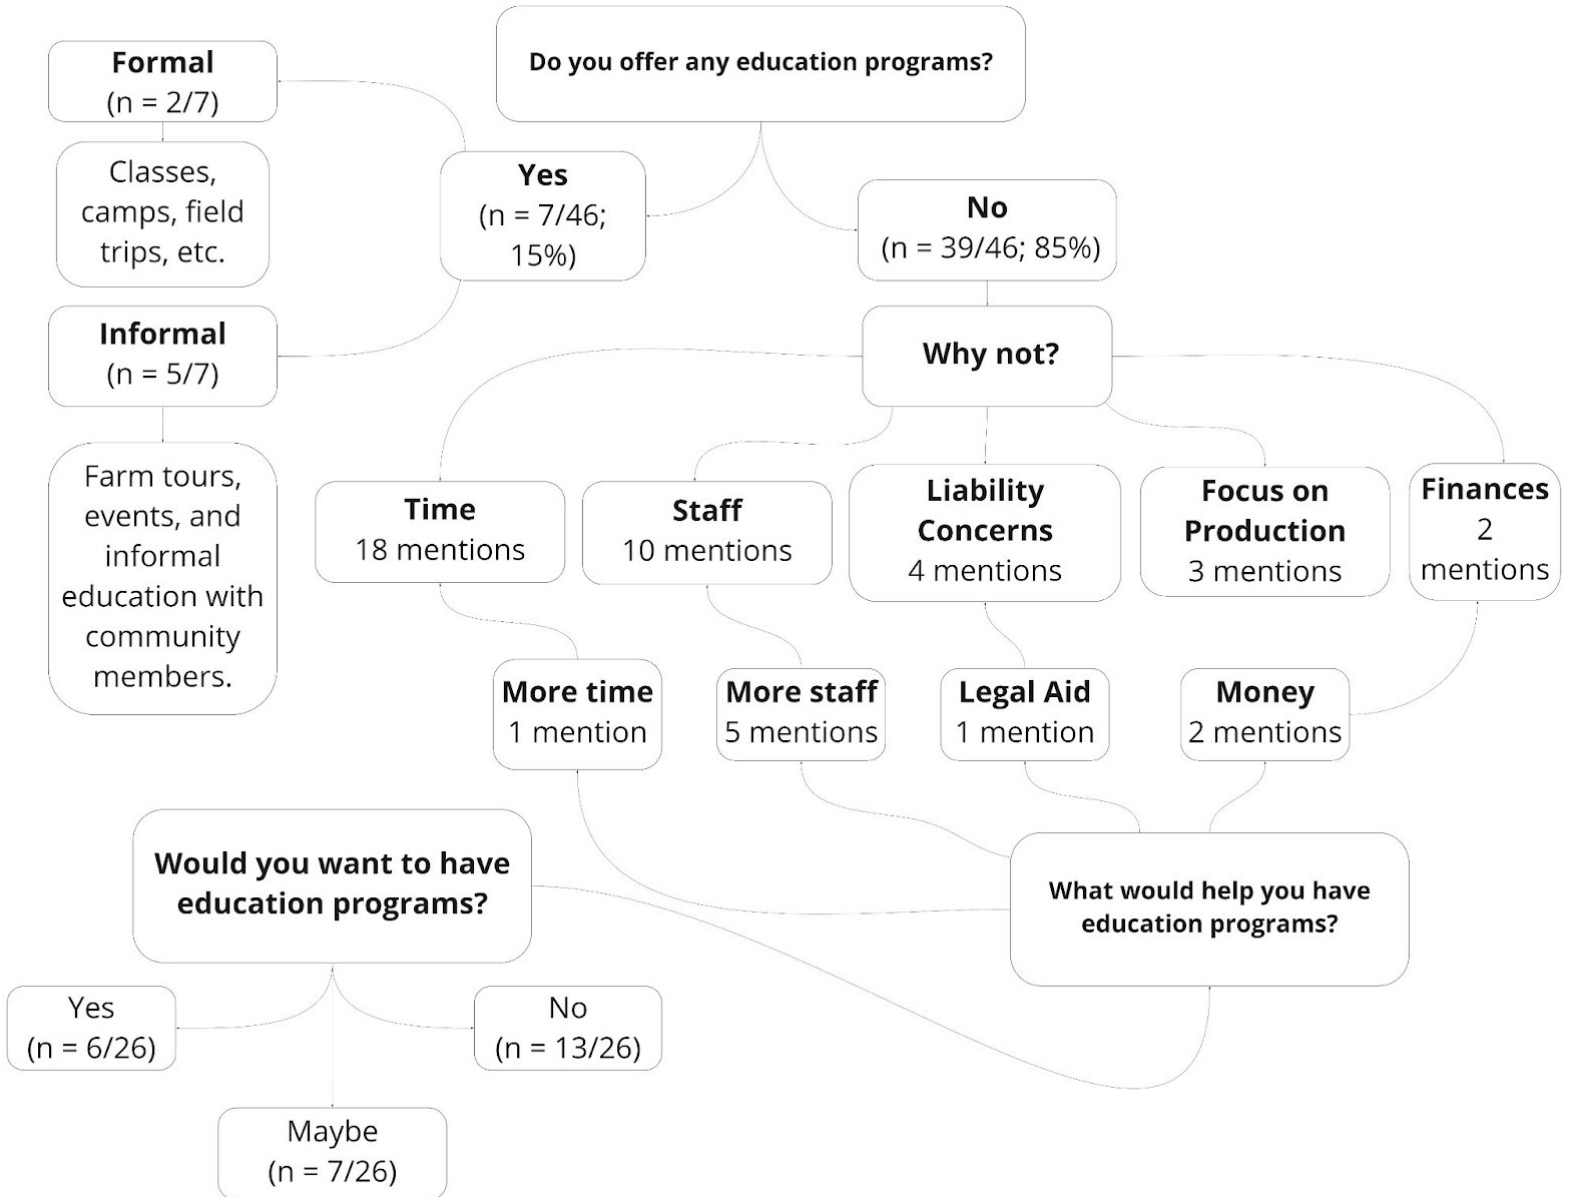 Do you offer any education programs?
Formal
(n = 2/7)
Classes,
camps, field
trips, etc.
Yes
(n = 7/46;
15%)
No
(n = 39/46; 85%)
Informal
(n = 5/7)
Farm tours,
events, and
informal
education with
community
members.
Why not?
Time
18 mentions
Staff
10 mentions
Liability
Concerns
4 mentions
Focus on
Production
3 mentions
Finances
2
mentions
More time
1 mention
More staff
5 mentions
Legal Aid
1 mention
Money
2 mentions
Would you want to have
education programs?
What would help you have
education programs?
Yes
(n = 6/26)
No
(n = 13/26)
Maybe
(n = 7/26)